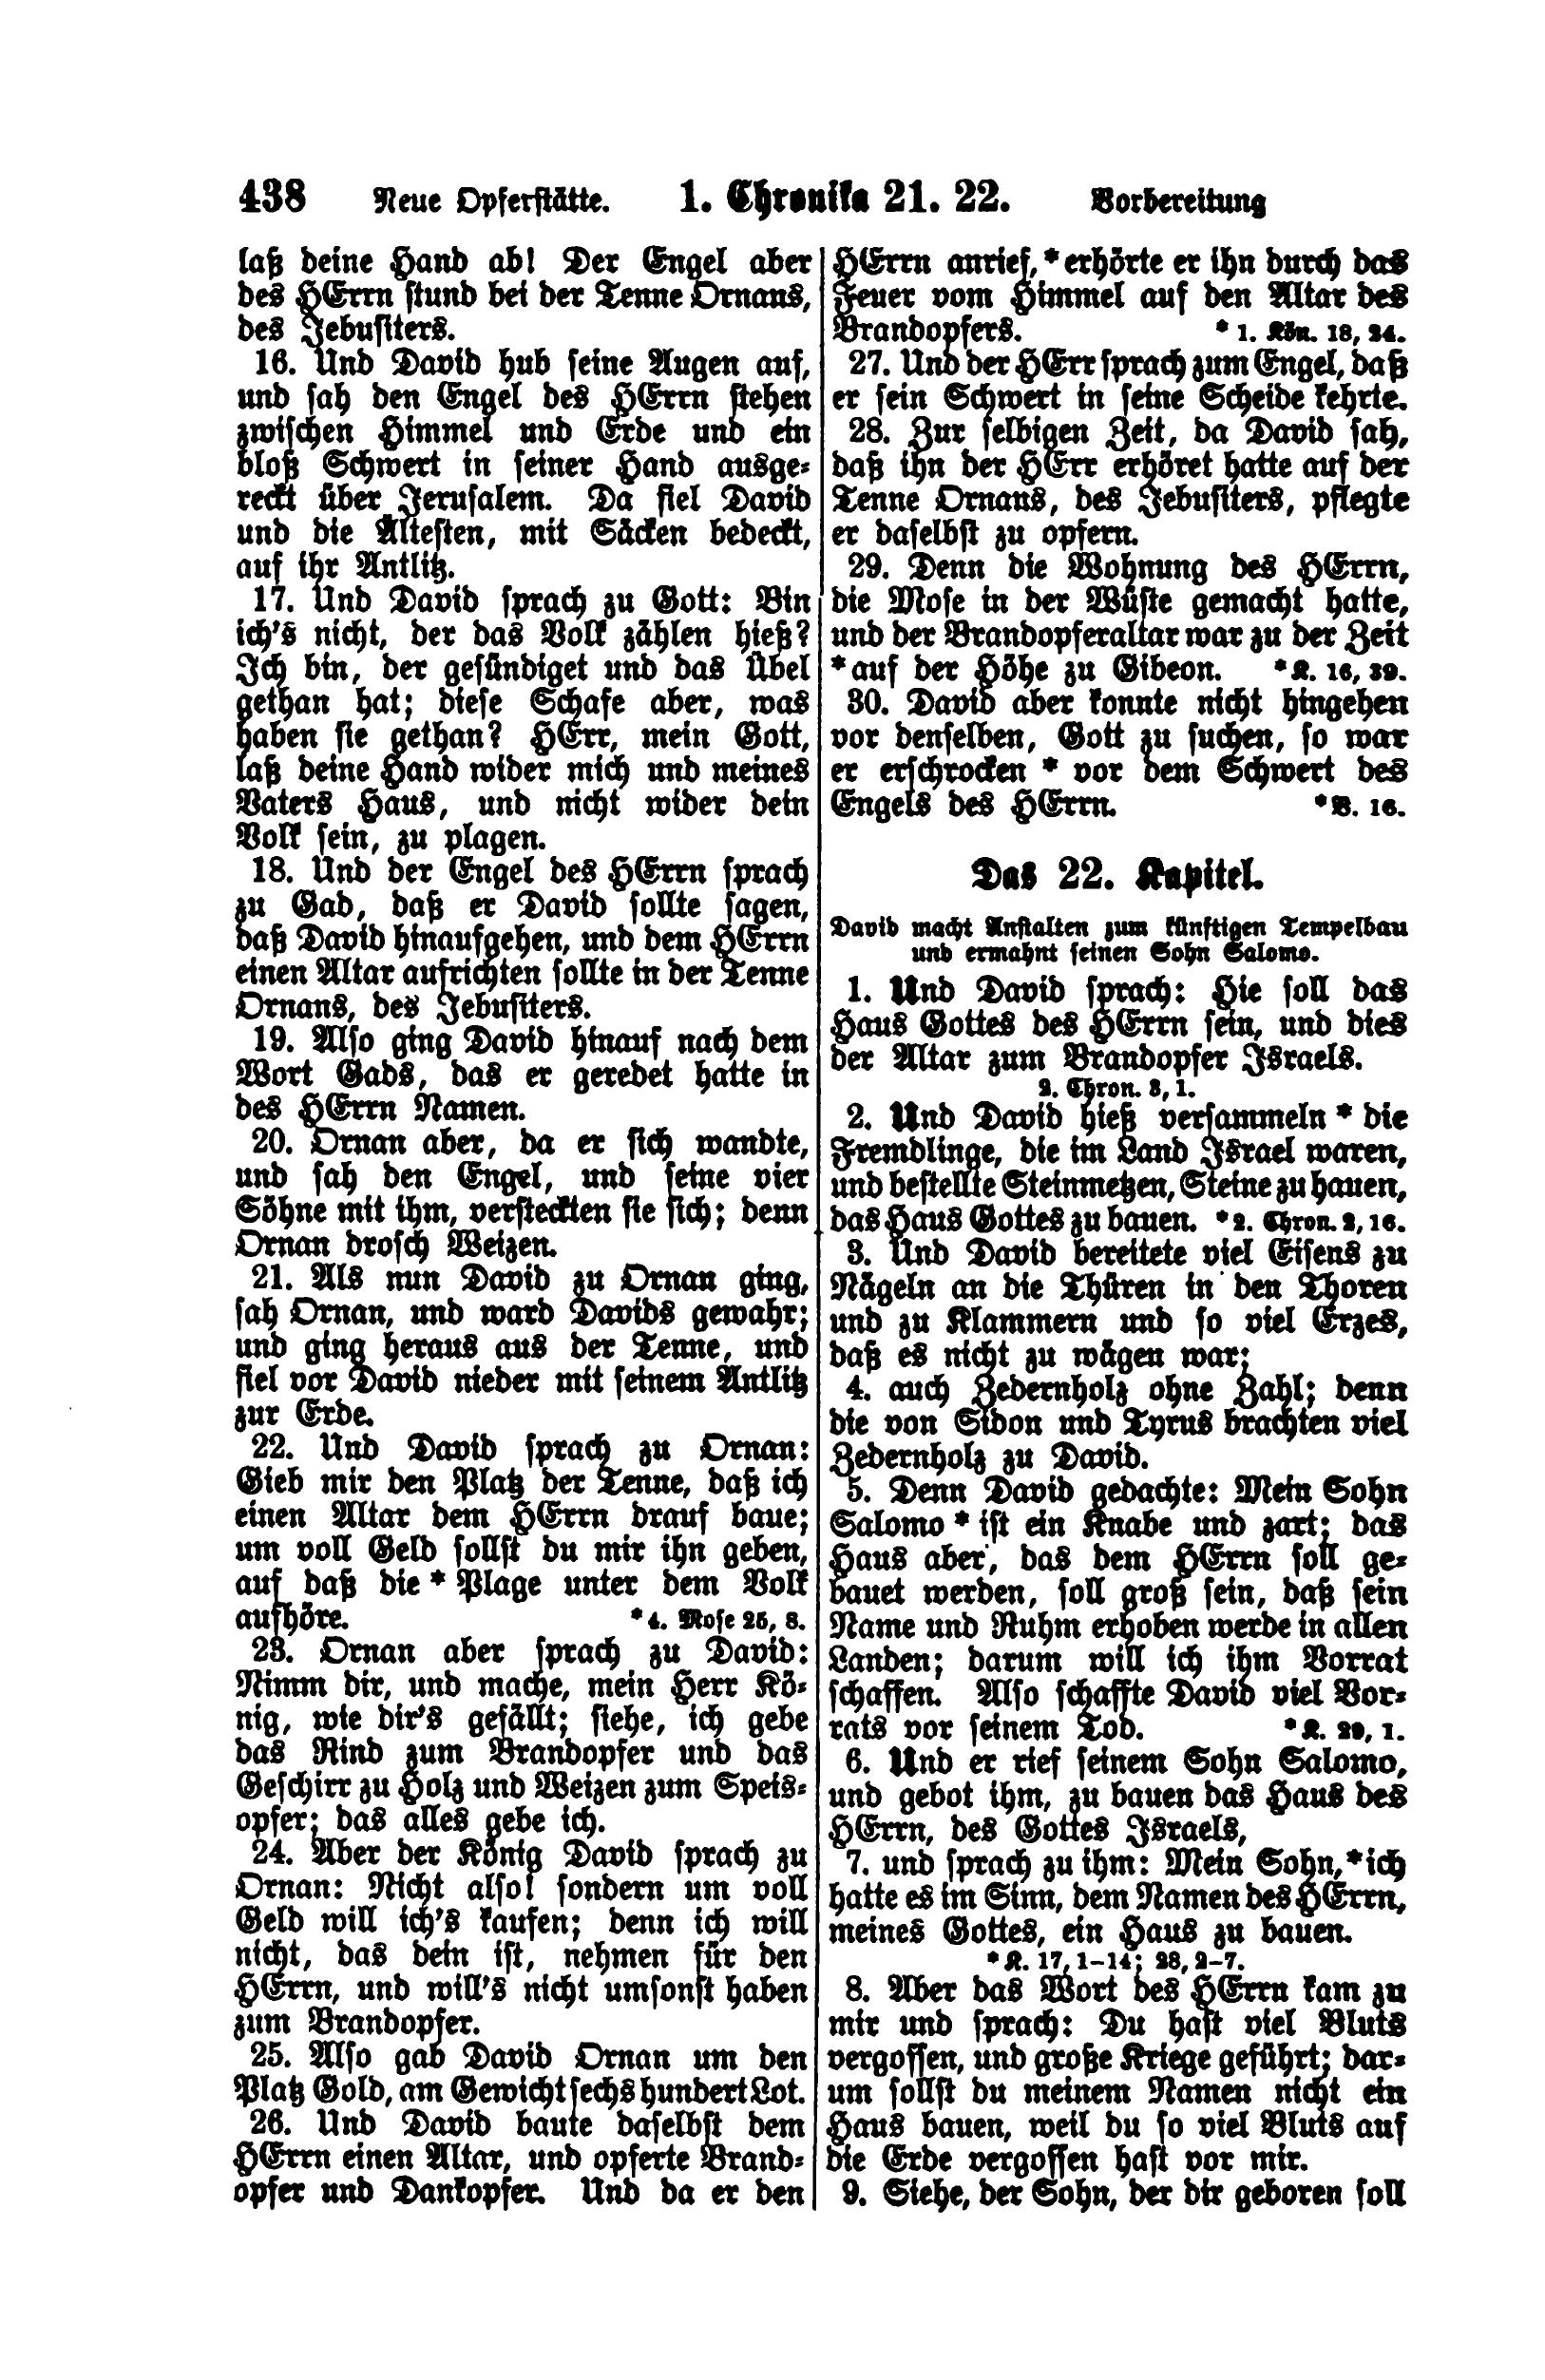 438 Neue Opferstätte. 1. Chronika 21. 22. Vorbereitung
laß deine Hand ab! Der Engel aber
des HErrn stund bei der Tenne Ornans,
des Jebusiters.
16. Und David hub seine Augen auf,
und sah den Engel des HErrn stehen
zwischen Himmel und Erde und ein
bloß Schwert in seiner Hand ausge-
reckt über Jerusalem. Da fiel David
und die Ältesten, mit Säcken bedeckt,
auf ihr Antlitz.
17. Und David sprach zu Gott: Bin
ich's nicht, der das Volk zählen hieß?
Ich bin, der gesündiget und das Übel
gethan hat; diese Schafe aber, was
haben sie gethan? HErr, mein Gott,
laß deine Hand wider mich und meines
Vaters Haus, und nicht wider dein
Volk sein, zu plagen.
18. Und der Engel des HErrn sprach
zu Gad, daß er David sollte sagen,
daß David hinaufgehen, und dem HErrn
einen Altar aufrichten sollte in der Tenne
Ornans, des Jebusiters.
19. Also ging David hinauf nach dem
Wort Gads, das er geredet hatte in
des HErrn Namen.
20. Ornan aber, da er sich wandte,
und sah den Engel, und seine vier
Söhne mit ihm, versteckten sie sich; denn
Ornan drosch Weizen.
21. Als nun David zu Ornan ging,
sah Ornan, und ward Davids gewahr;
und ging heraus aus der Tenne, und
fiel vor David nieder mit seinem Antlitz
zur Erde.
22. Und David sprach zu Ornan:
Gieb mir den Platz der Tenne, daß ich
einen Altar dem HErrn drauf baue;
um voll Geld sollst du mir ihn geben,
auf daß die * Plage unter dem Volk
aufhöre. *4. Mose 25, 8.
23. Ornan aber sprach zu David:
Nimm dir, und mache, mein Herr Kö-
nig, wie dir's gefällt; siehe, ich gebe
das Rind zum Brandopfer und das
Geschirr zu Holz und Weizen zum Speis-
opfer; das alles gebe ich.
24. Aber der König David sprach zu
Ornan: Nicht also! sondern um voll
Geld will ich's kaufen; denn ich will
nicht, das dein ist, nehmen für den
HErrn, und will's nicht umsonst haben
zum Brandopfer.
25. Also gab David Ornan um den
Platz Gold, am Gewicht sechshundert Lot.
26. Und David baute daselbst dem
HErrn einen Altar, und opferte Brand-
opfer und Dankopfer. Und da er den
HErrn anrief, * erhörte er ihn durch das
Feuer vom Himmel auf den Altar des
Brandopfers. * 1. Kön. 18, 24.
27. Und der HErr sprach zum Engel, daß
er sein Schwert in seine Scheide kehrte.
28. Zur selbigen Zeit, da David sah,
daß ihn der HErr erhöret hatte auf der
Tenne Ornans, des Jebusiters, pflegte
er daselbst zu opfern.
29. Denn die Wohnung des HErrn,
die Mose in der Wüste gemacht hatte,
und der Brandopferaltar war zu der Zeit
* auf der Höhe zu Gibeon. * K. 16, 39.
30. David aber konnte nicht hingehen
vor denselben, Gott zu suchen, so war
er erschrocken * vor dem Schwert des
Engels des HErrn. * V. 16.
Das 22. Kapitel.
David macht Anstalten zum künftigen Tempelbau
und ermahnt seinen Sohn Salomo.
1. Und David sprach: Hie soll das
Haus Gottes des HErrn sein, und dies
der Altar zum Brandopfer Israels.
2. Chron. 3, 1.
2. Und David hieß versammeln * die
Fremdlinge, die im Land Israel waren,
und bestellte Steinmetzen, Steine zu hauen,
das Haus Gottes zu bauen. * 2. Chron. 2, 16.
3. Und David bereitete viel Eisens zu
Nägeln an die Thüren in den Thoren
und zu Klammern und so viel Erzes,
daß es nicht zu wägen war;
4. auch Zedernholz ohne Zahl; denn
die von Sidon und Tyrus brachten viel
Zedernholz zu David.
5. Denn David gedachte: Mein Sohn
Salomo * ist ein Knabe und zart; das
Haus aber, das dem HErrn soll ge-
bauet werden, soll groß sein, daß sein
Name und Ruhm erhoben werde in allen
Landen; darum will ich ihm Vorrat
schaffen. Also schaffte David viel Vor-
rats vor seinem Tod. * K. 29, 1.
6. Und er rief seinem Sohn Salomo,
und gebot ihm, zu bauen das Haus des
HErrn, des Gottes Israels,
7. und sprach zu ihm: Mein Sohn, * ich
hatte es im Sinn, dem Namen des HErrn,
meines Gottes, ein Haus zu bauen.
* K. 17, 1–14; 28, 2–7.
8. Aber das Wort des HErrn kam zu
mir und sprach: Du hast viel Bluts
vergossen, und große Kriege geführt; dar-
um sollst du meinem Namen nicht ein
Haus bauen, weil du so viel Bluts auf
die Erde vergossen hast vor mir.
9. Siehe, der Sohn, der dir geboren soll